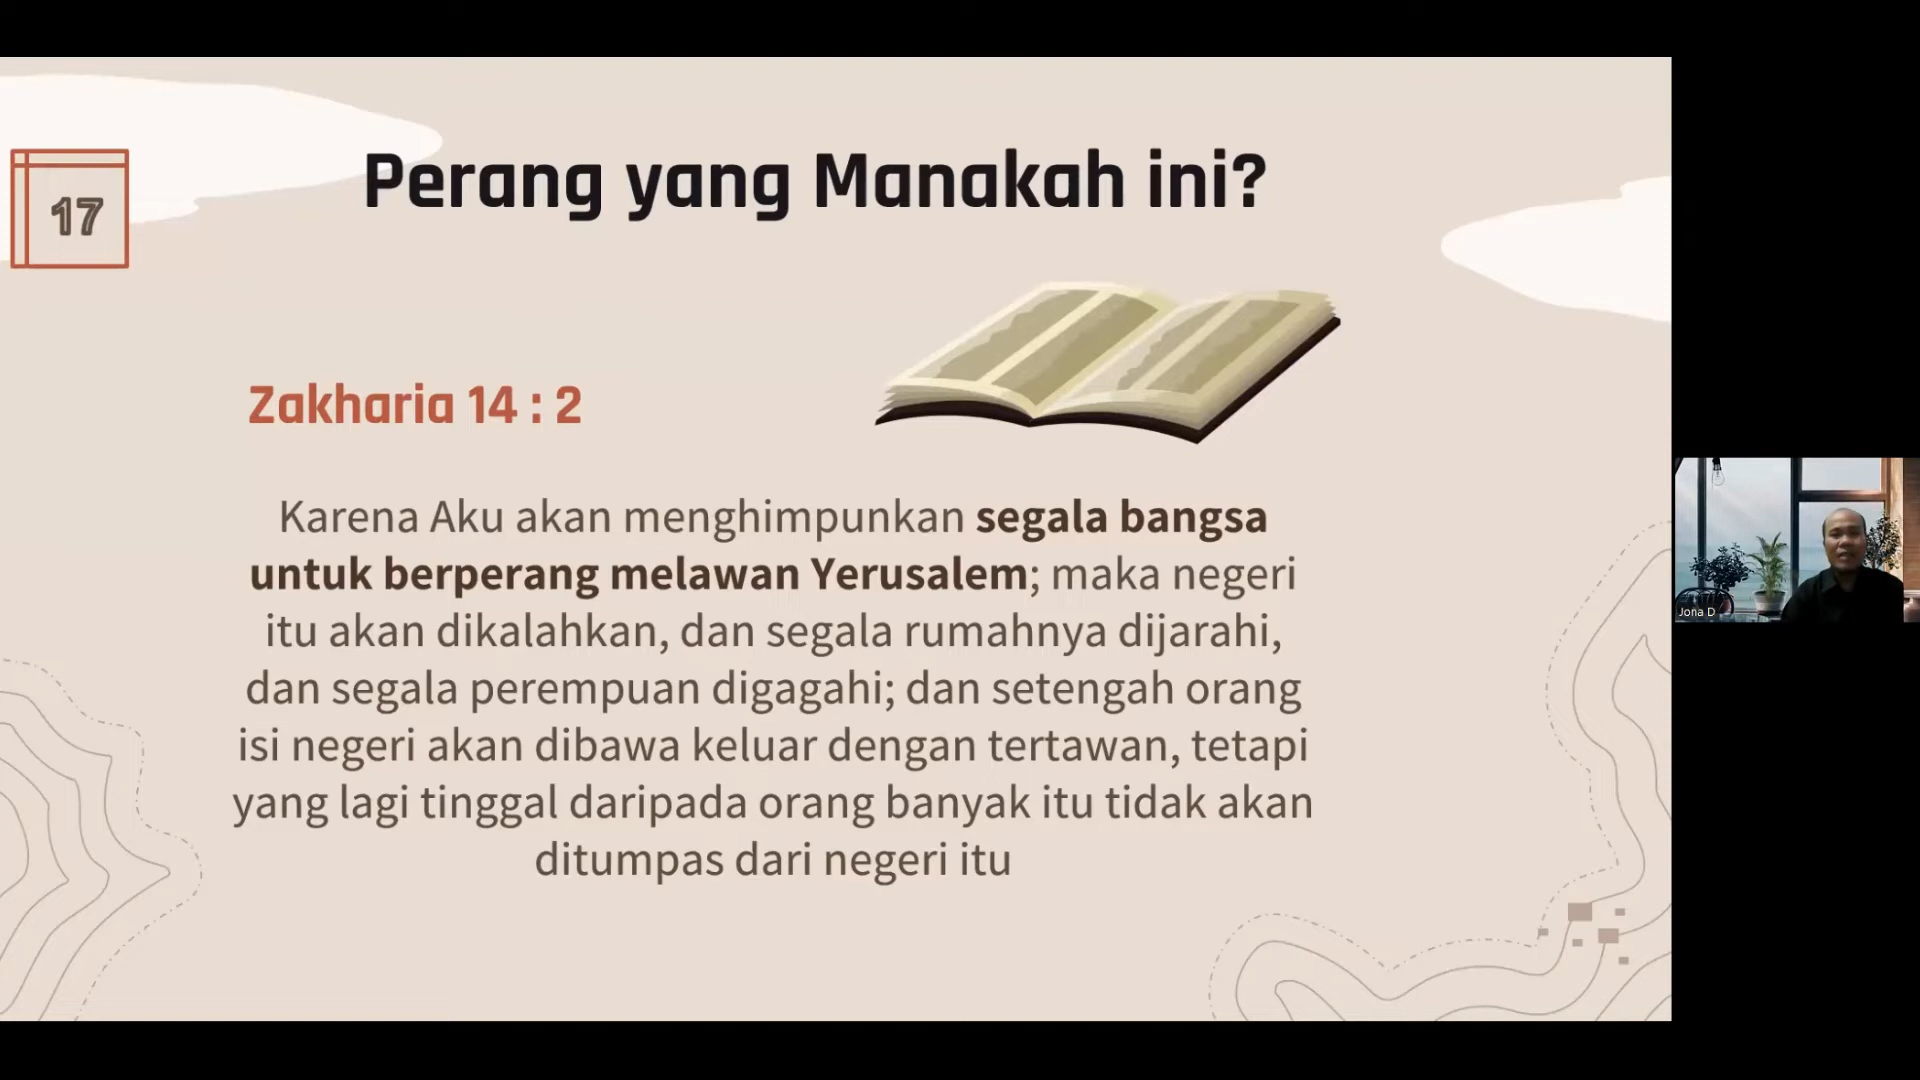 Perang yang Manakah ini?
17
Zakharia 14 : 2
Karena Aku akan menghimpunkan segala bangsa
untuk berperang melawan Yerusalem; maka negeri
itu akan dikalahkan, dan segala rumahnya dijarahi,
dan segala perempuan digagahi; dan setengah orang
isi negeri akan dibawa keluar dengan tertawan, tetapi
yang lagi tinggal daripada orang banyak itu tidak akan
ditumpas dari negeri itu
Jona D